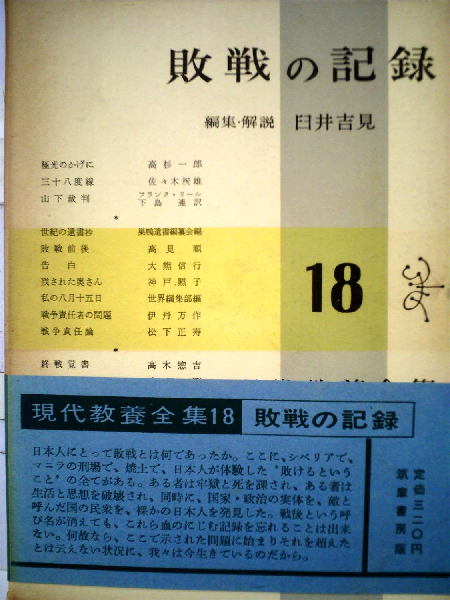 敗戦の記録
編集・解説 臼井吉見
極光のかげに 高杉一郎
三十八度線 佐々木祝雄
山下裁判 フランク・リール
下島連訳
*
世紀の遺書抄 巣鴨遺書編纂会編
敗戦前後 高見順
告白 大熊信行
残された奥さん 神戸照子
私の八月十五日 世界編集部編
戦争責任者の問題 伊丹万作
戦争責任論 松下正寿
*
終戦覚書 高木惣吉
18
現代教養全集18 敗戦の記録
日本人にとって敗戦とは何であったか。ここに、シベリアで、
マニラの刑場で、焼土で、日本人が体験した〝敗けるという
こと〟の全てがある。ある者は牢獄と死を課され、ある者は
生活と思想を破壊され、同時に、国家・政治の実体を、敵と
呼んだ国の民衆を、裸かの日本人を発見した。戦後という呼
び名が消えても、これら血のにじむ記録を忘れることは出来
ない。何故なら、ここで示された問題に始まりそれを超えた
とは云えない状況に、我々は今生きているのだから。
定価三二〇円
筑摩書房版